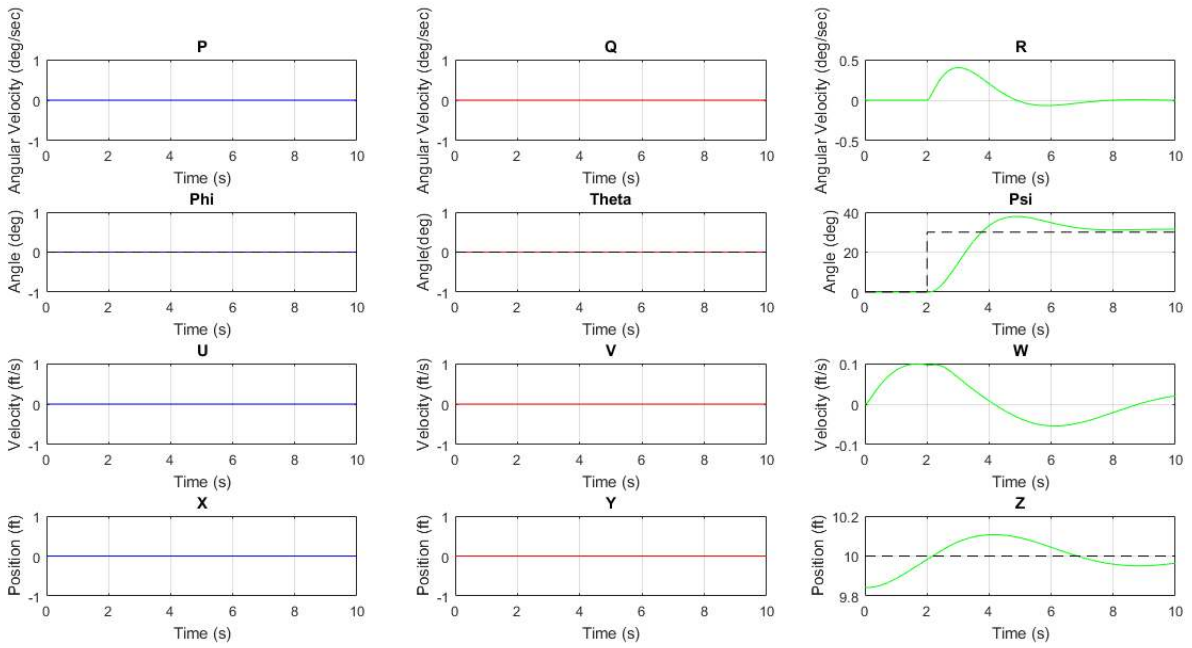 P
Angular Velocity (deg/sec)
1
0
-1
0 2 4 6 8 10
Time (s)
Q
Angular Velocity (deg/sec)
1
0
-1
0 2 4 6 8 10
Time (s)
R
Angular Velocity (deg/sec)
0.5
0
-0.5
0 2 4 6 8 10
Time (s)
Phi
Angle (deg)
1
0
-1
0 2 4 6 8 10
Time (s)
Theta
Angle(deg)
1
0
-1
0 2 4 6 8 10
Time (s)
Psi
Angle (deg)
40
20
0
0 2 4 6 8 10
Time (s)
U
Velocity (ft/s)
1
0
-1
0 2 4 6 8 10
Time (s)
V
Velocity (ft/s)
1
0
-1
0 2 4 6 8 10
Time (s)
W
Velocity (ft/s)
0.1
0
-0.1
0 2 4 6 8 10
Time (s)
X
Position (ft)
1
0
-1
0 2 4 6 8 10
Time (s)
Y
Position (ft)
1
0
-1
0 2 4 6 8 10
Time (s)
Z
Position (ft)
10.2
10
9.8
0 2 4 6 8 10
Time (s)